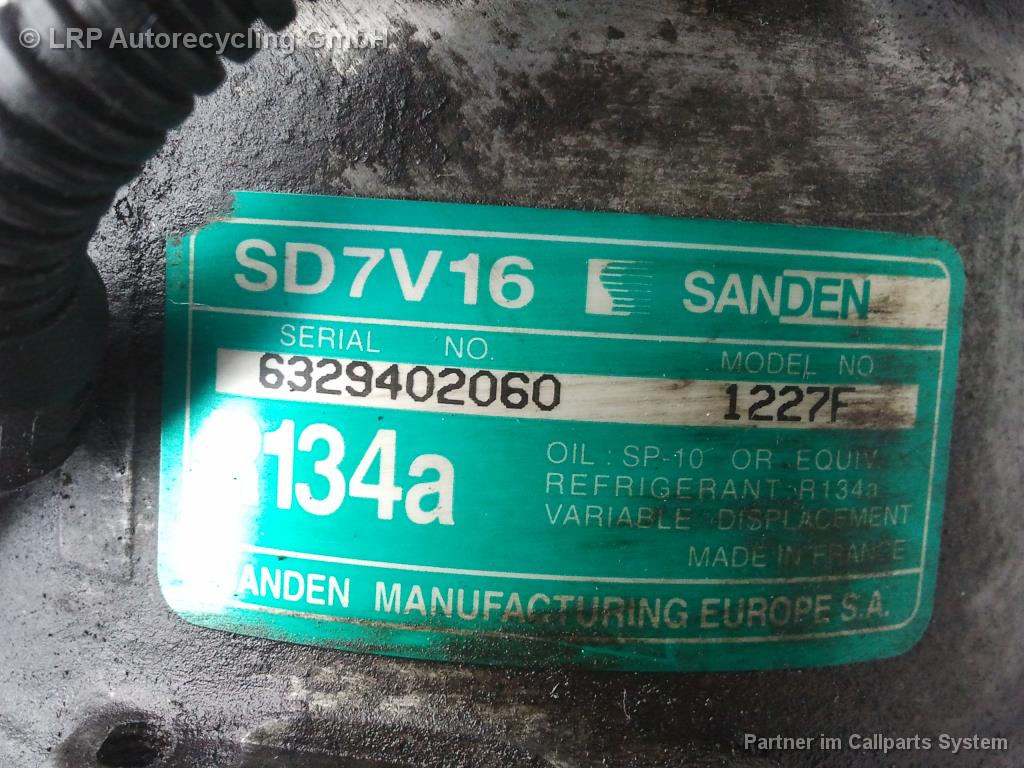 © LRP Autorecycling GmbH
SD7V16 SANDEN
SERIAL NO. MODEL NO
6329402060 1227F
R134a
OIL : SP-10 OR EQUIV.
REFRIGERANT : R134a
VARIABLE DISPLACEMENT
MADE IN FRANCE
SANDEN MANUFACTURING EUROPE S.A.
Partner im Callparts System